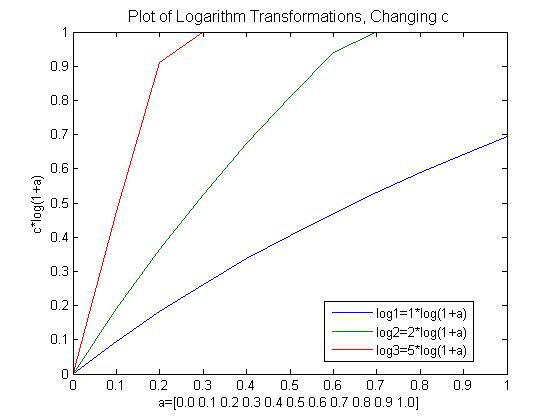 Plot of Logarithm Transformations, Changing c
1
0.9
0.8
0.7
0.6
0.5
0.4
0.3
0.2
0.1
0
c*log(1+a)
log1=1*log(1+a)
log2=2*log(1+a)
log3=5*log(1+a)
0 0.1 0.2 0.3 0.4 0.5 0.6 0.7 0.8 0.9 1
a=[0.0 0.1 0.2 0.3 0.4 0.5 0.6 0.7 0.8 0.9 1.0]